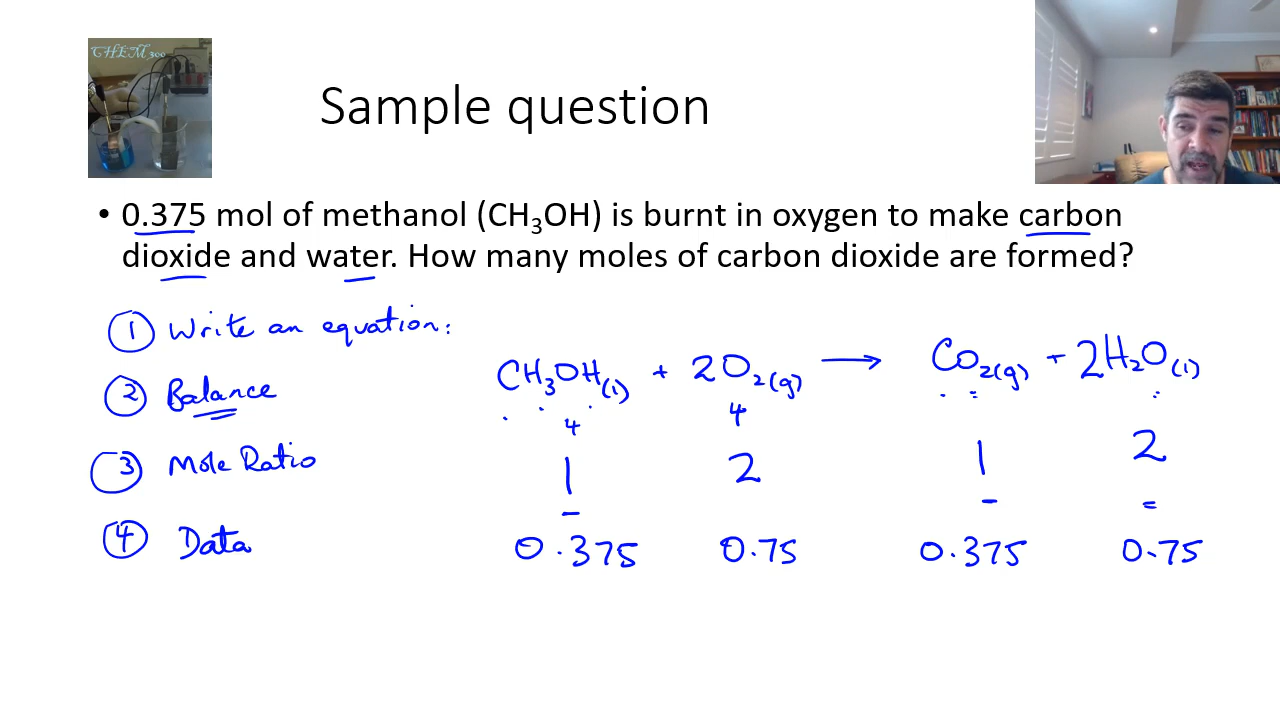 CHEM 300
Sample question
• 0.375 mol of methanol (CH₃OH) is burnt in oxygen to make carbon
dioxide and water. How many moles of carbon dioxide are formed?
① Write an equation:
CH₃OH(l) + 2O₂(g) → CO₂(g) + 2H₂O(l)
② Balance
4 4
③ Mole Ratio 1 2 1 2
④ Data 0.375 0.75 0.375 0.75